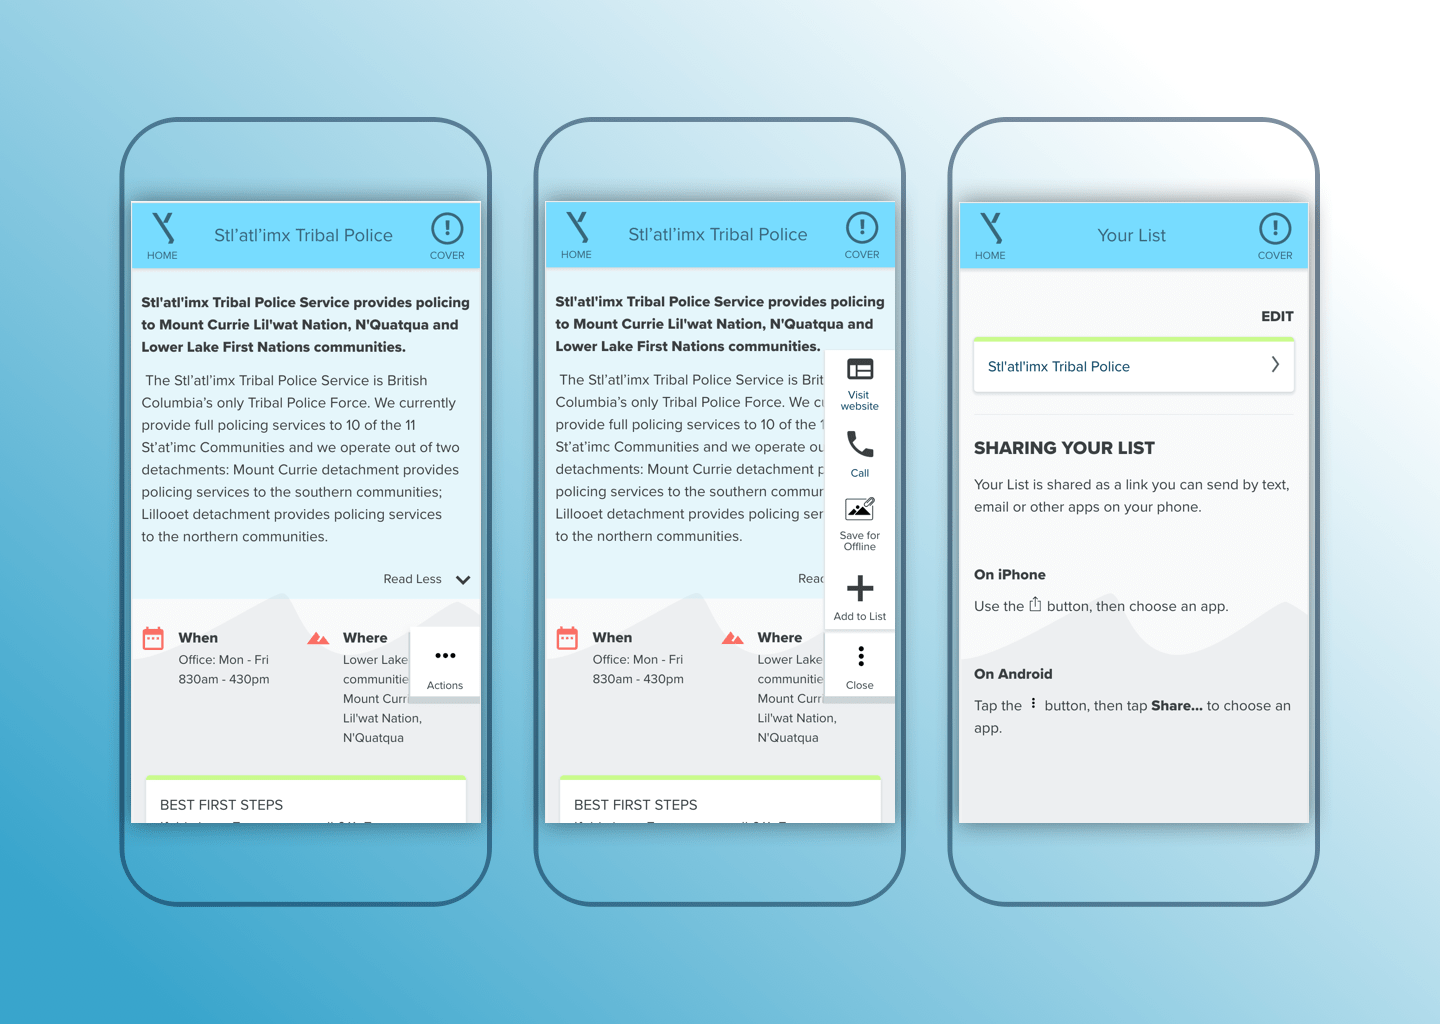 HOME
Stl’atl’imx Tribal Police
COVER
Stl'atl'imx Tribal Police Service provides policing
to Mount Currie Lil'wat Nation, N'Quatqua and
Lower Lake First Nations communities.
The Stl’atl’imx Tribal Police Service is British
Columbia’s only Tribal Police Force. We currently
provide full policing services to 10 of the 11
St’at’imc Communities and we operate out of two
detachments: Mount Currie detachment provides
policing services to the southern communities;
Lillooet detachment provides policing services
to the northern communities.
Read Less
When
Office: Mon - Fri
830am - 430pm
Where
Lower Lake
communitie
Mount Curr
Lil'wat Nation,
N'Quatqua
Actions
BEST FIRST STEPS
HOME
Stl’atl’imx Tribal Police
COVER
Stl'atl'imx Tribal Police Service provides policing
to Mount Currie Lil'wat Nation, N'Quatqua and
Lower Lake First Nations communities.
The Stl’atl’imx Tribal Police Service is Brit
Columbia’s only Tribal Police Force. We cu
provide full policing services to 10 of the 1
St’at’imc Communities and we operate ou
detachments: Mount Currie detachment p
policing services to the southern commun
Lillooet detachment provides policing ser
to the northern communities.
Read
Visit
website
Call
Save for
Offline
Add to List
Close
When
Office: Mon - Fri
830am - 430pm
Where
Lower Lake
communitie
Mount Curr
Lil'wat Nation,
N'Quatqua
BEST FIRST STEPS
HOME
Your List
COVER
EDIT
Stl'atl'imx Tribal Police
SHARING YOUR LIST
Your List is shared as a link you can send by text,
email or other apps on your phone.
On iPhone
Use the button, then choose an app.
On Android
Tap the button, then tap Share... to choose an
app.